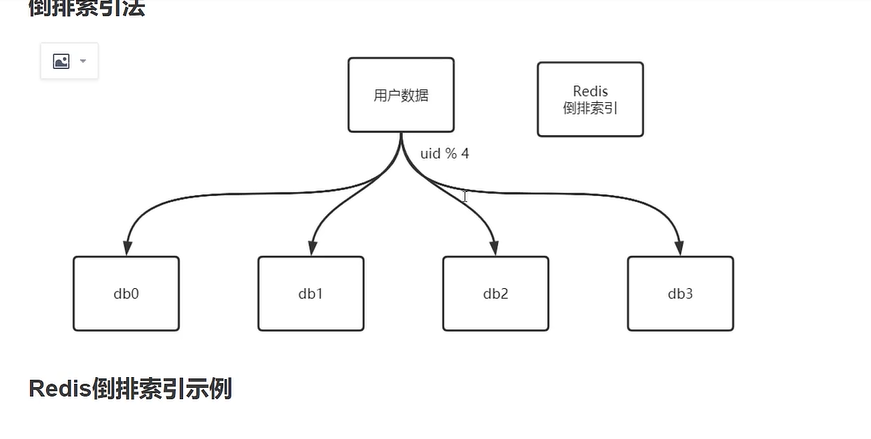 倒排索引法
用户数据
Redis
倒排索引
uid % 4
db0
db1
db2
db3
Redis倒排索引示例